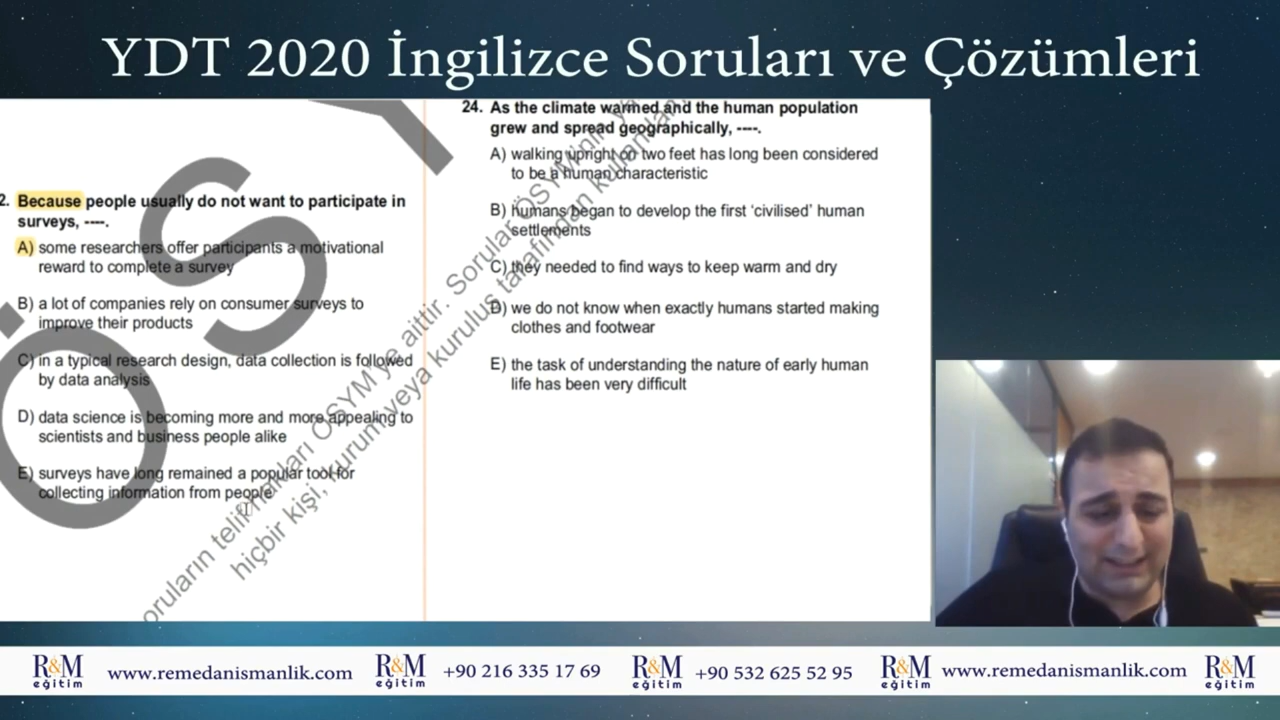 YDT 2020 İngilizce Soruları ve Çözümleri
2. Because people usually do not want to participate in
surveys, ----.
A) some researchers offer participants a motivational
reward to complete a survey
B) a lot of companies rely on consumer surveys to
improve their products
C) in a typical research design, data collection is followed
by data analysis
D) data science is becoming more and more appealing to
scientists and business people alike
E) surveys have long remained a popular tool for
collecting information from people
24. As the climate warmed and the human population
grew and spread geographically, ----.
A) walking upright on two feet has long been considered
to be a human characteristic
B) humans began to develop the first ‘civilised’ human
settlements
C) they needed to find ways to keep warm and dry
D) we do not know when exactly humans started making
clothes and footwear
E) the task of understanding the nature of early human
life has been very difficult
ÖSY
oruların telif hakları ÖSYM'ye aittir. Sorular ÖSYM'nin
hiçbir kişi, kurum veya kuruluş tarafından kullanılan
R&M eğitim www.remedanismanlik.com R&M eğitim +90 216 335 17 69 R&M eğitim +90 532 625 52 95 R&M eğitim www.remedanismanlik.com R&M eğitim